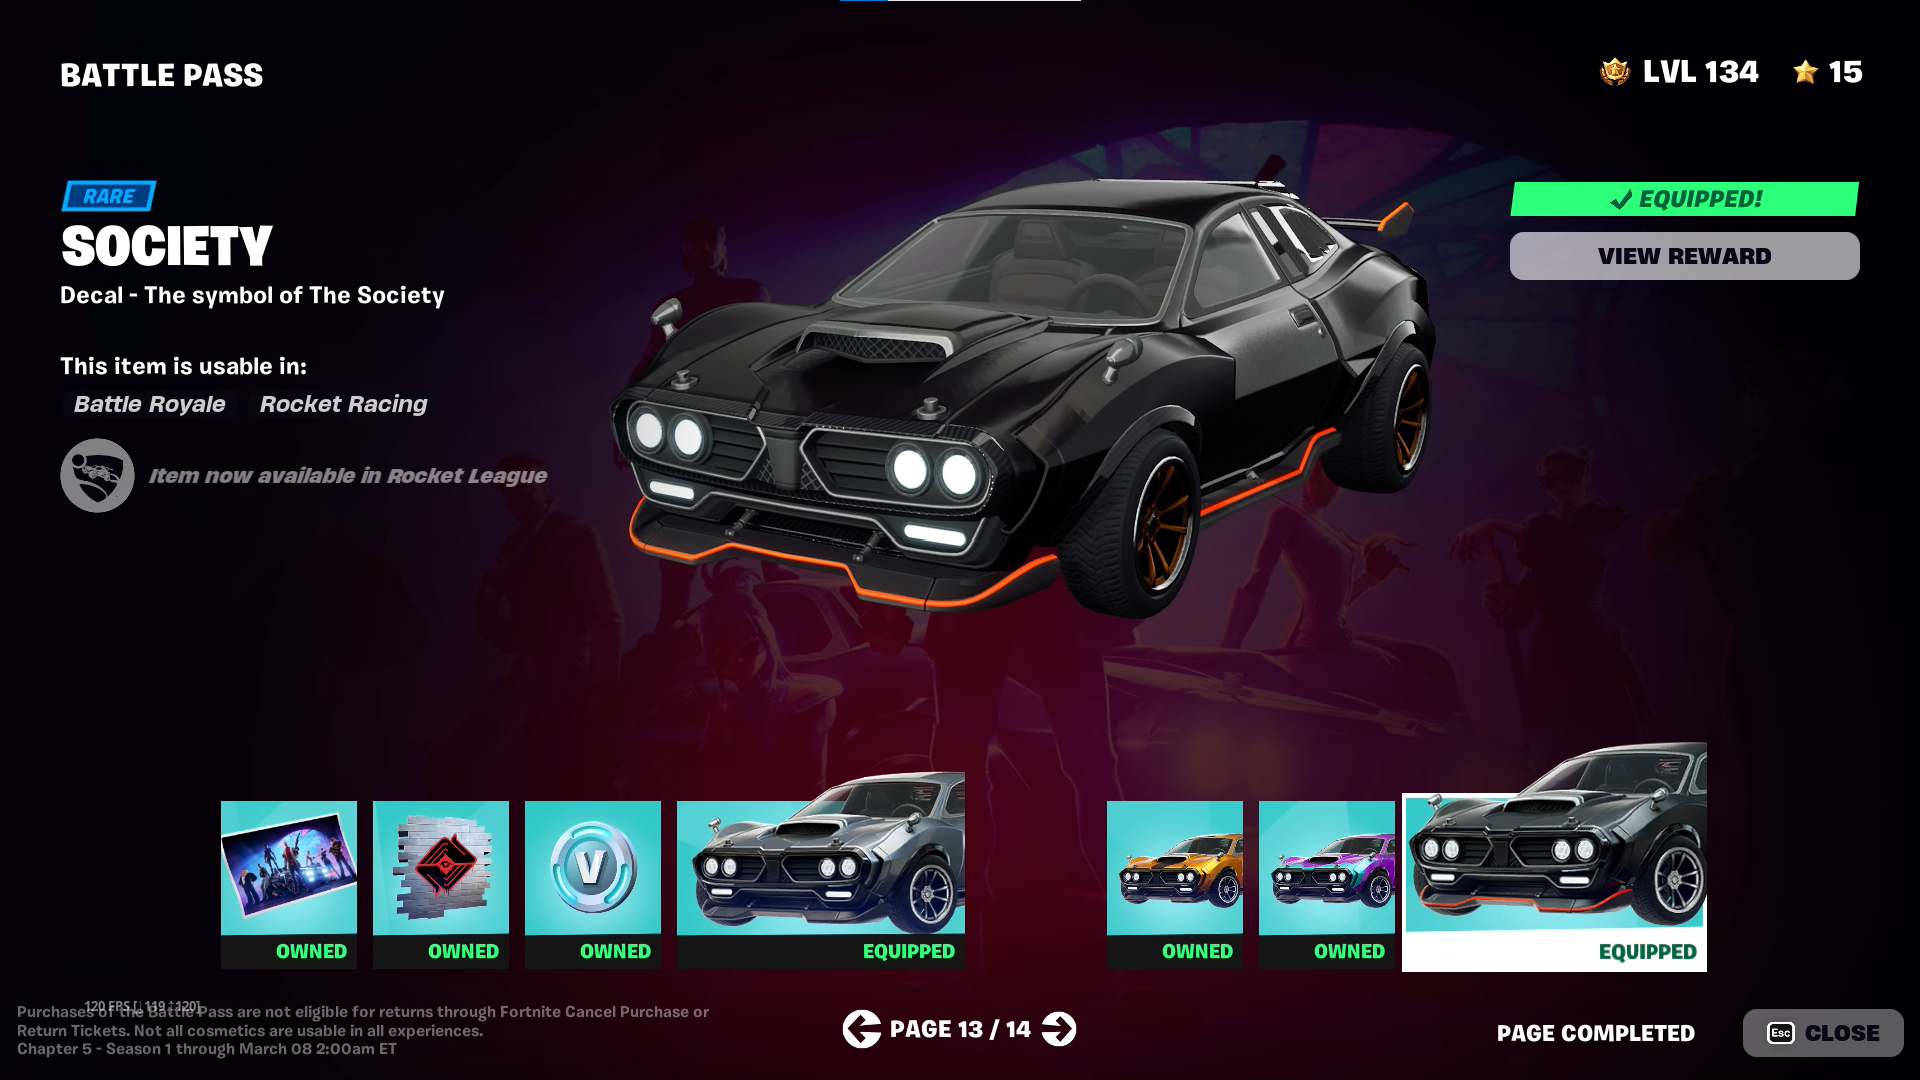 BATTLE PASS
LVL 134
15
RARE
SOCIETY
Decal - The symbol of The Society
This item is usable in:
Battle Royale Rocket Racing
Item now available in Rocket League
EQUIPPED!
VIEW REWARD
V
OWNED
OWNED
OWNED
EQUIPPED
OWNED
OWNED
EQUIPPED
120 FPS [↓119 ↑120]
Purchases of the Battle Pass are not eligible for returns through Fortnite Cancel Purchase or
Return Tickets. Not all cosmetics are usable in all experiences.
Chapter 5 - Season 1 through March 08 2:00am ET
PAGE 13 / 14
PAGE COMPLETED
Esc CLOSE